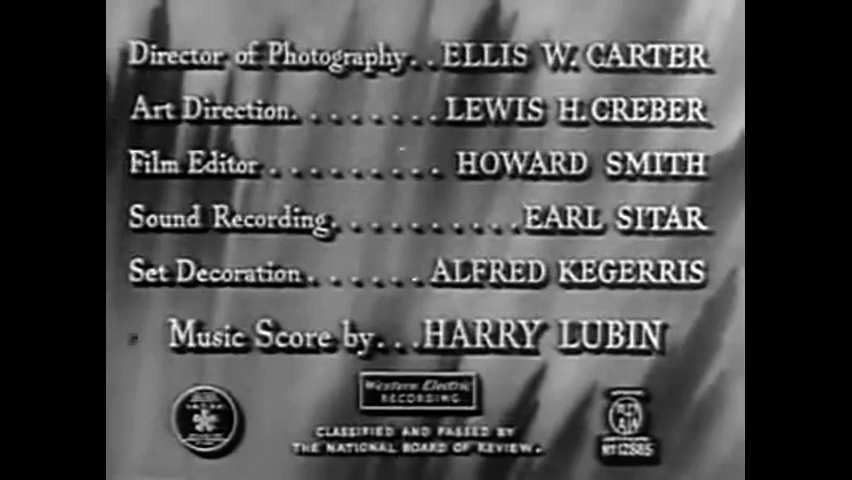 Director of Photography. . ELLIS W. CARTER
Art Direction. . . . . . . . LEWIS H. CREBER
Film Editor . . . . . . . . . . HOWARD SMITH
Sound Recording. . . . . . . . . . . EARL SITAR
Set Decoration . . . . . . . ALFRED KEGERRIS
Music Score by. . . HARRY LUBIN
Western Electric
RECORDING
CLASSIFIED AND PASSED BY
THE NATIONAL BOARD OF REVIEW.